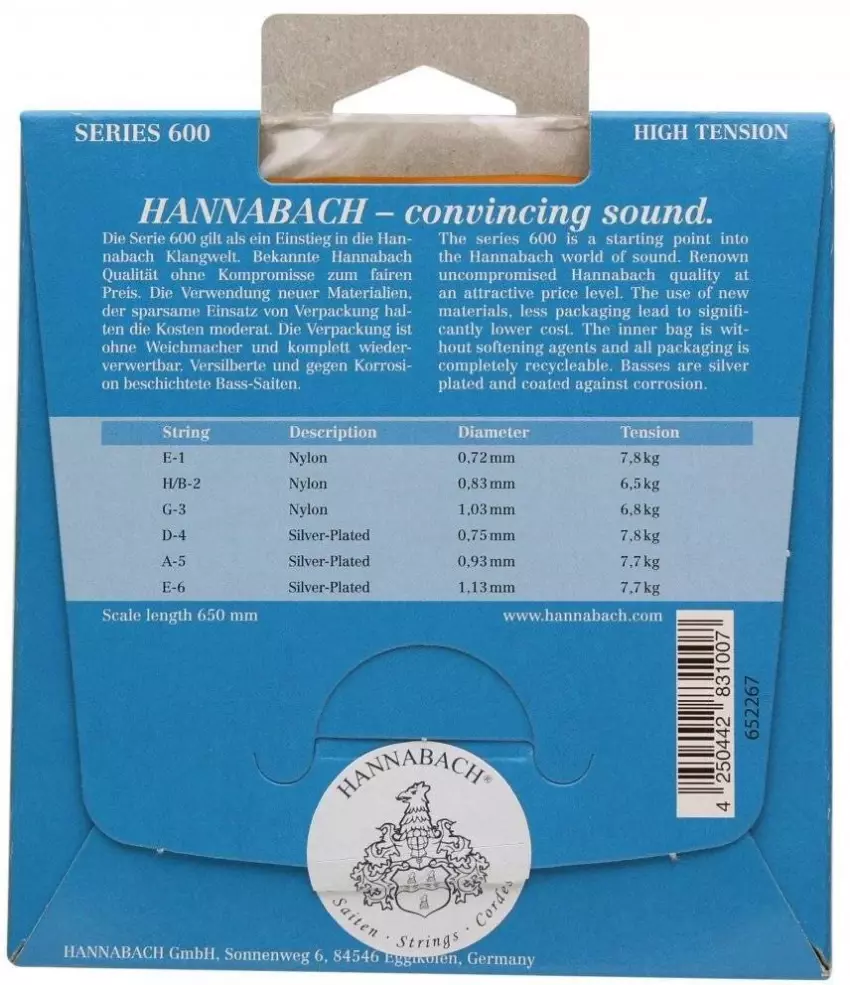 SERIES 600
HIGH TENSION
HANNABACH – convincing sound.
Die Serie 600 gilt als ein Einstieg in die Han-
nabach Klangwelt. Bekannte Hannabach
Qualität ohne Kompromisse zum fairen
Preis. Die Verwendung neuer Materialien,
der sparsame Einsatz von Verpackung hal-
ten die Kosten moderat. Die Verpackung ist
ohne Weichmacher und komplett wieder-
verwertbar. Versilberte und gegen Korrosi-
on beschichtete Bass-Saiten.
The series 600 is a starting point into
the Hannabach world of sound. Renown
uncompromised Hannabach quality at
an attractive price level. The use of new
materials, less packaging lead to signifi-
cantly lower cost. The inner bag is wit-
hout softening agents and all packaging is
completely recycleable. Basses are silver
plated and coated against corrosion.
String Description Diameter Tension
E-1 Nylon 0,72 mm 7,8 kg
H/B-2 Nylon 0,83 mm 6,5 kg
G-3 Nylon 1,03 mm 6,8 kg
D-4 Silver-Plated 0,75 mm 7,8 kg
A-5 Silver-Plated 0,93 mm 7,7 kg
E-6 Silver-Plated 1,13 mm 7,7 kg
Scale length 650 mm
www.hannabach.com
4 250442 831007
652267
HANNABACH®
Saiten · Strings · Cordes
HANNABACH GmbH, Sonnenweg 6, 84546 Egglkofen, Germany